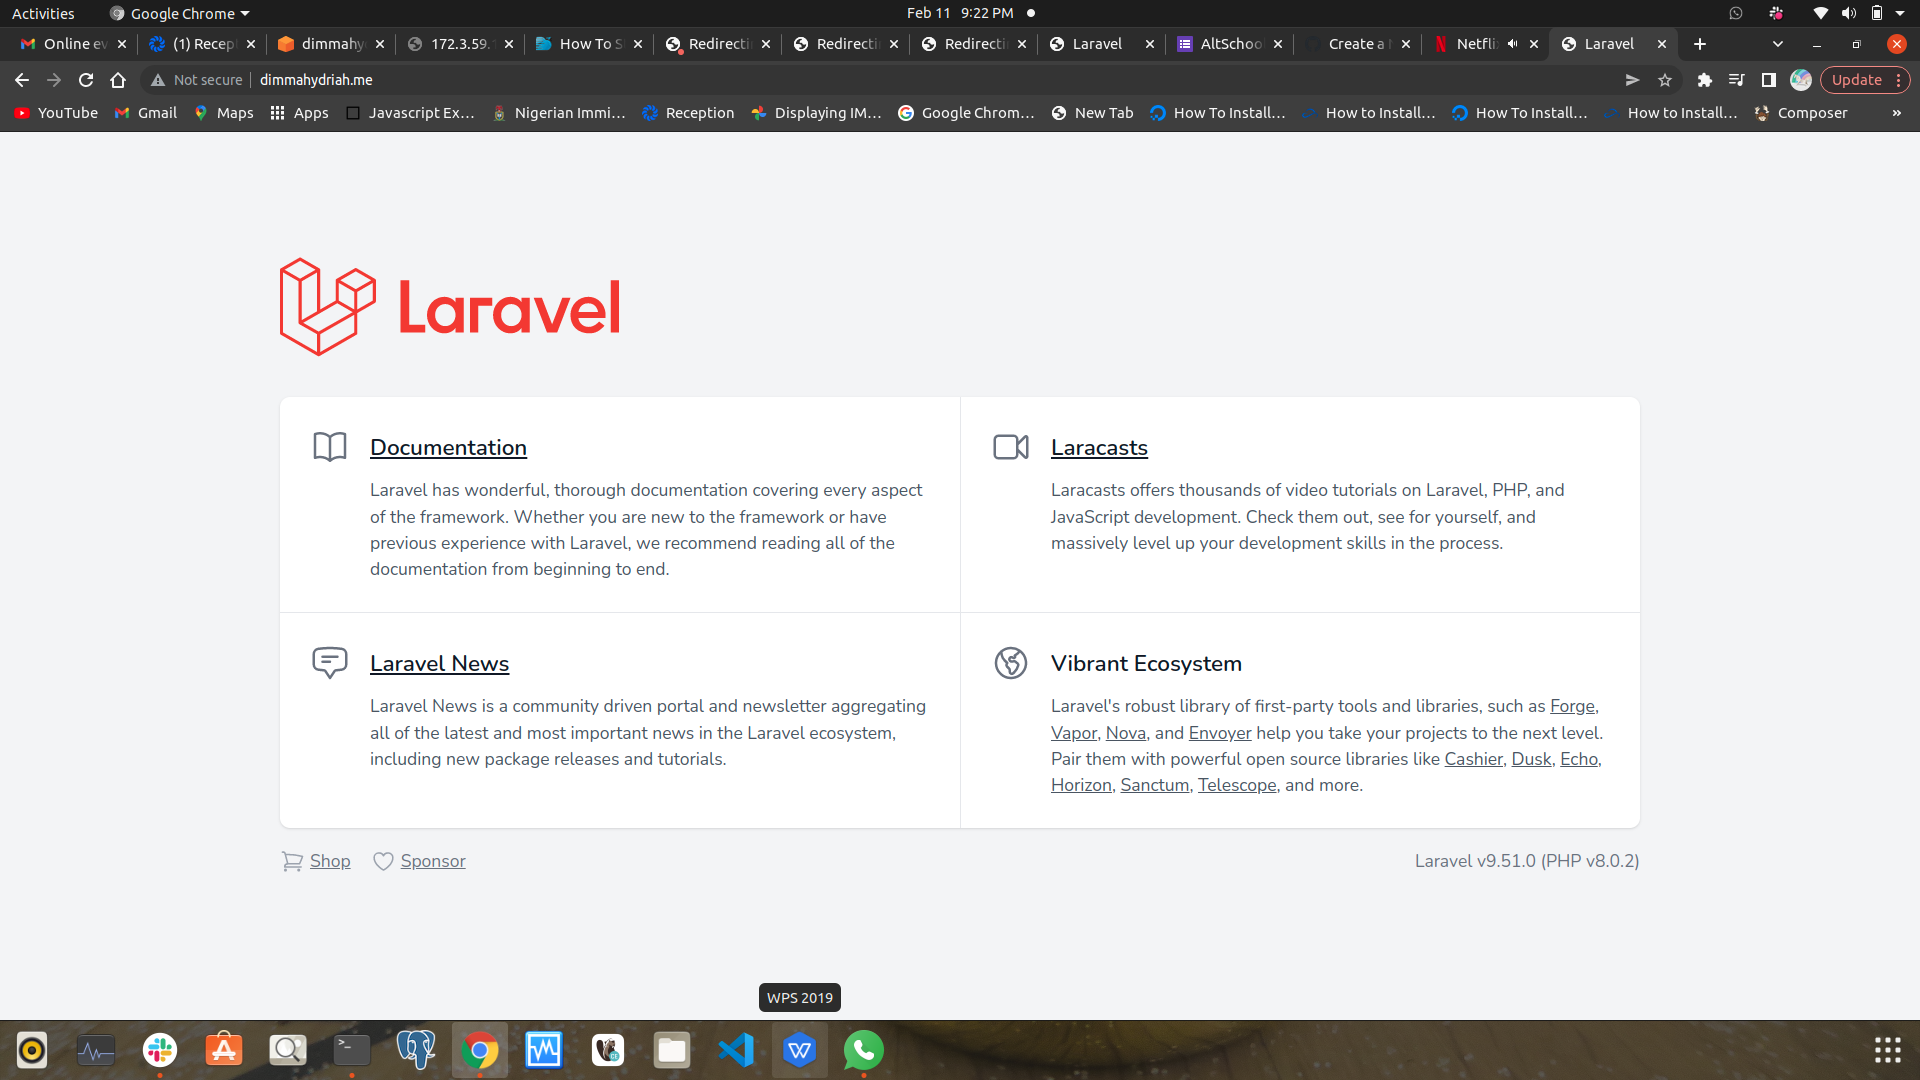 Activities
Google Chrome
Feb 11 9:22 PM
Online ev
(1) Recep
dimmahy
172.3.59.1
How To S
Redirectin
Redirectin
Redirectin
Laravel
AltSchool
Create a N
Netflix
Laravel
Not secure
dimmahydriah.me
Update
YouTube
Gmail
Maps
Apps
Javascript Ex...
Nigerian Immi...
Reception
Displaying IM...
Google Chrom...
New Tab
How To Install...
How to Install...
How To Install...
How to Install...
Composer
»
Laravel
Documentation
Laravel has wonderful, thorough documentation covering every aspect
of the framework. Whether you are new to the framework or have
previous experience with Laravel, we recommend reading all of the
documentation from beginning to end.
Laracasts
Laracasts offers thousands of video tutorials on Laravel, PHP, and
JavaScript development. Check them out, see for yourself, and
massively level up your development skills in the process.
Laravel News
Laravel News is a community driven portal and newsletter aggregating
all of the latest and most important news in the Laravel ecosystem,
including new package releases and tutorials.
Vibrant Ecosystem
Laravel's robust library of first-party tools and libraries, such as Forge,
Vapor, Nova, and Envoyer help you take your projects to the next level.
Pair them with powerful open source libraries like Cashier, Dusk, Echo,
Horizon, Sanctum, Telescope, and more.
Shop
Sponsor
Laravel v9.51.0 (PHP v8.0.2)
WPS 2019